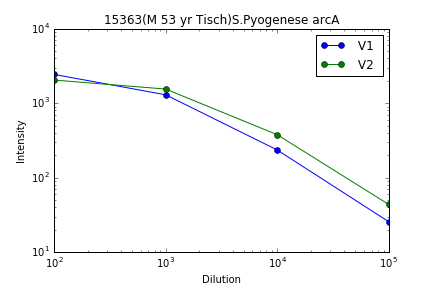 15363(M 53 yr Tisch)S.Pyogenese arcA
10^4
10^3
10^2
10^1
Intensity
V1
V2
10^2 10^3 10^4 10^5
Dilution